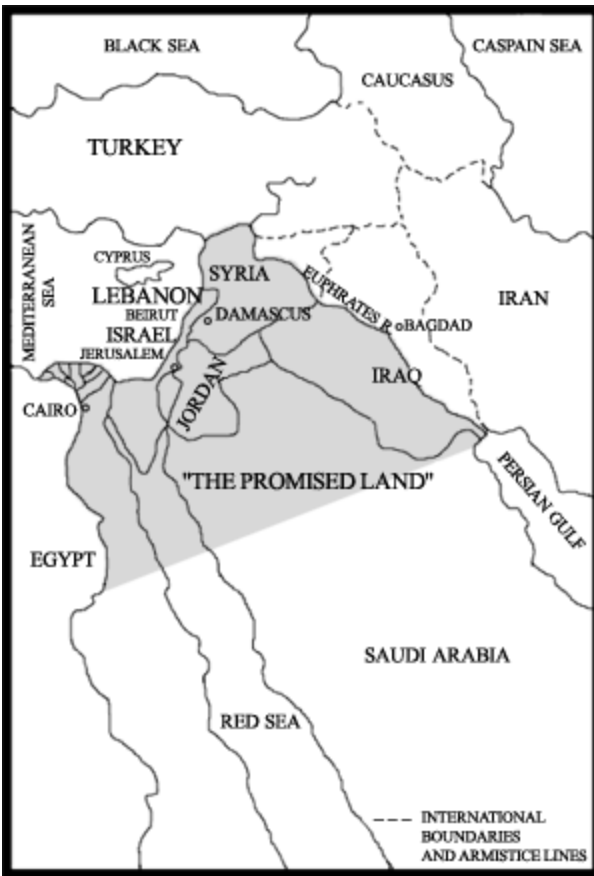 BLACK SEA
CASPAIN SEA
CAUCASUS
TURKEY
MEDITERRANEAN
SEA
CYPRUS
SYRIA
LEBANON
EUPHRATES R
BEIRUT
DAMASCUS
IRAN
ISRAEL
BAGDAD
JERUSALEM
JORDAN
IRAQ
CAIRO
"THE PROMISED LAND"
PERSIAN GULF
EGYPT
SAUDI ARABIA
RED SEA
INTERNATIONAL
BOUNDARIES
AND ARMISTICE LINES